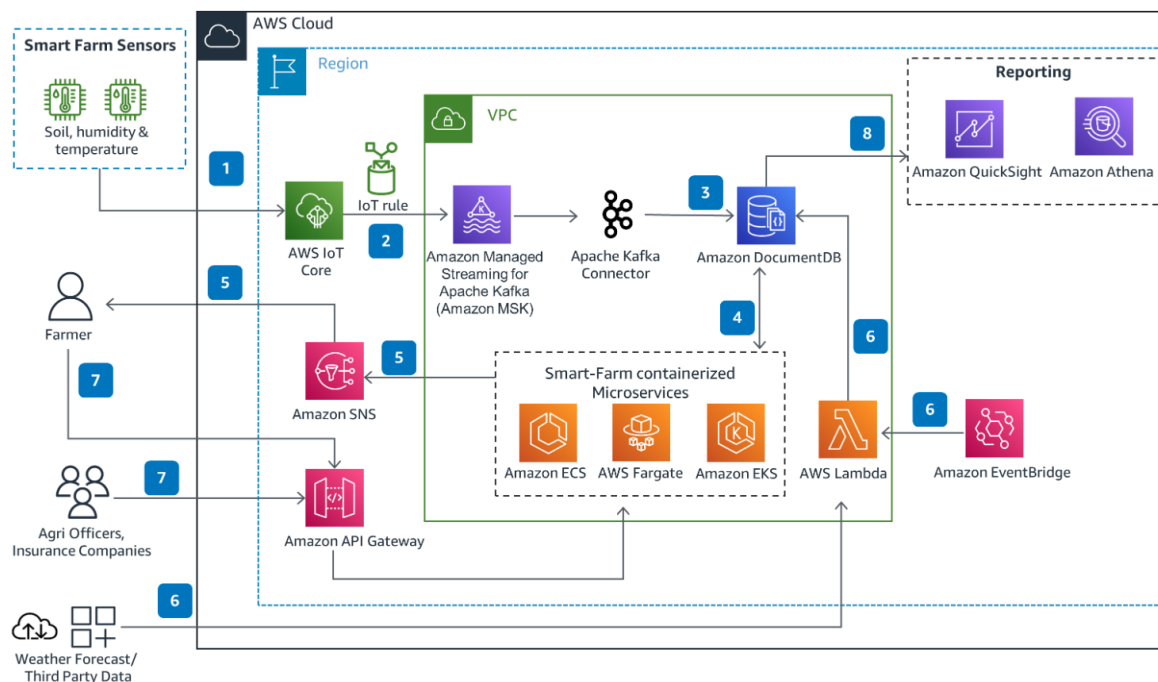 AWS Cloud
Smart Farm Sensors
Soil, humidity &
temperature
Region
Reporting
Amazon QuickSight
Amazon Athena
VPC
8
1
IoT rule
2
3
AWS IoT
Core
Amazon Managed
Streaming for
Apache Kafka
(Amazon MSK)
Apache Kafka
Connector
Amazon DocumentDB
5
Farmer
4
6
5
Smart-Farm containerized
Microservices
7
Amazon SNS
6
Amazon ECS
AWS Fargate
Amazon EKS
AWS Lambda
Amazon EventBridge
7
Agri Officers,
Insurance Companies
Amazon API Gateway
6
Weather Forecast/
Third Party Data